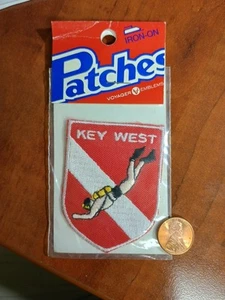 IRON-ON
Patches
VOYAGER EMBLEMS
KEY WEST